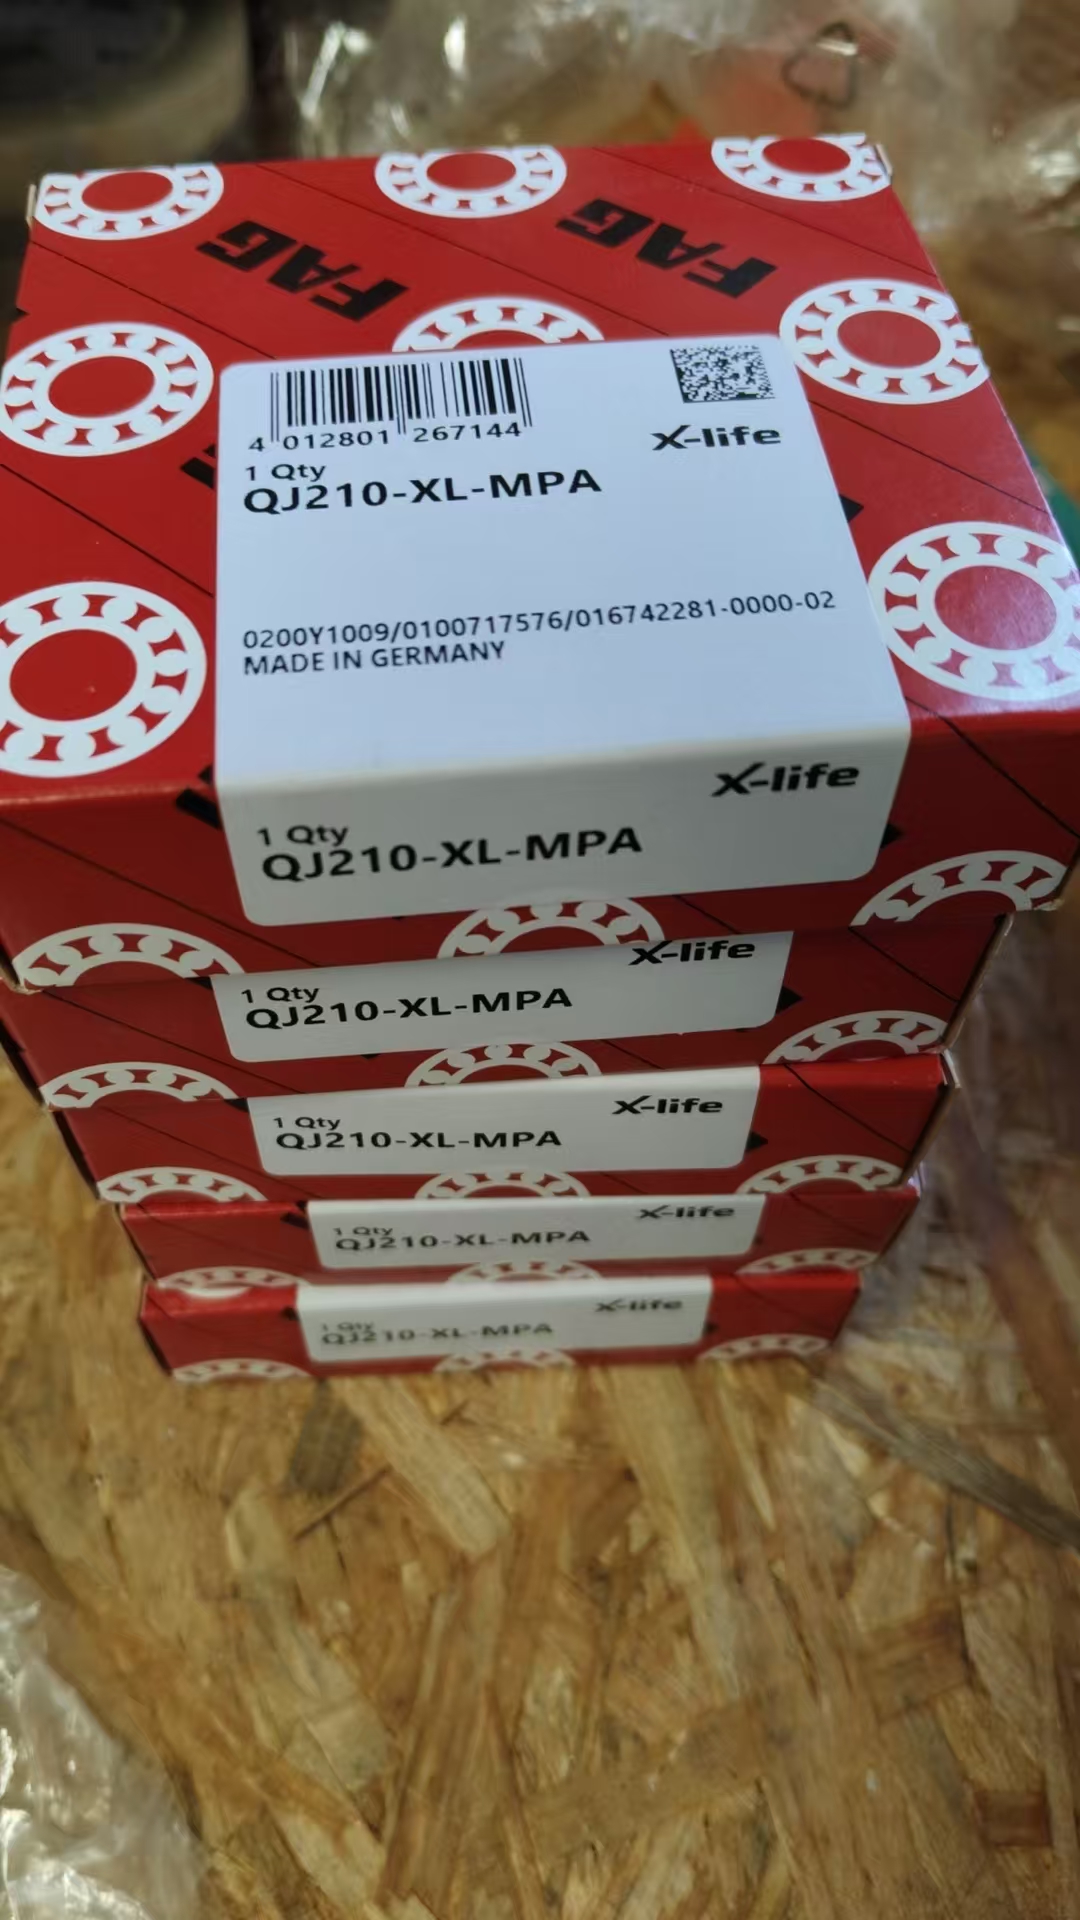 FAG FAG
4 012801 267144
X-life
1 Qty
QJ210-XL-MPA
0200Y1009/0100717576/016742281-0000-02
MADE IN GERMANY
X-life
1 Qty
QJ210-XL-MPA
X-life
1 Qty
QJ210-XL-MPA
X-life
1 Qty
QJ210-XL-MPA
X-life
1 Qty
QJ210-XL-MPA
X-life
1 Qty
QJ210-XL-MPA